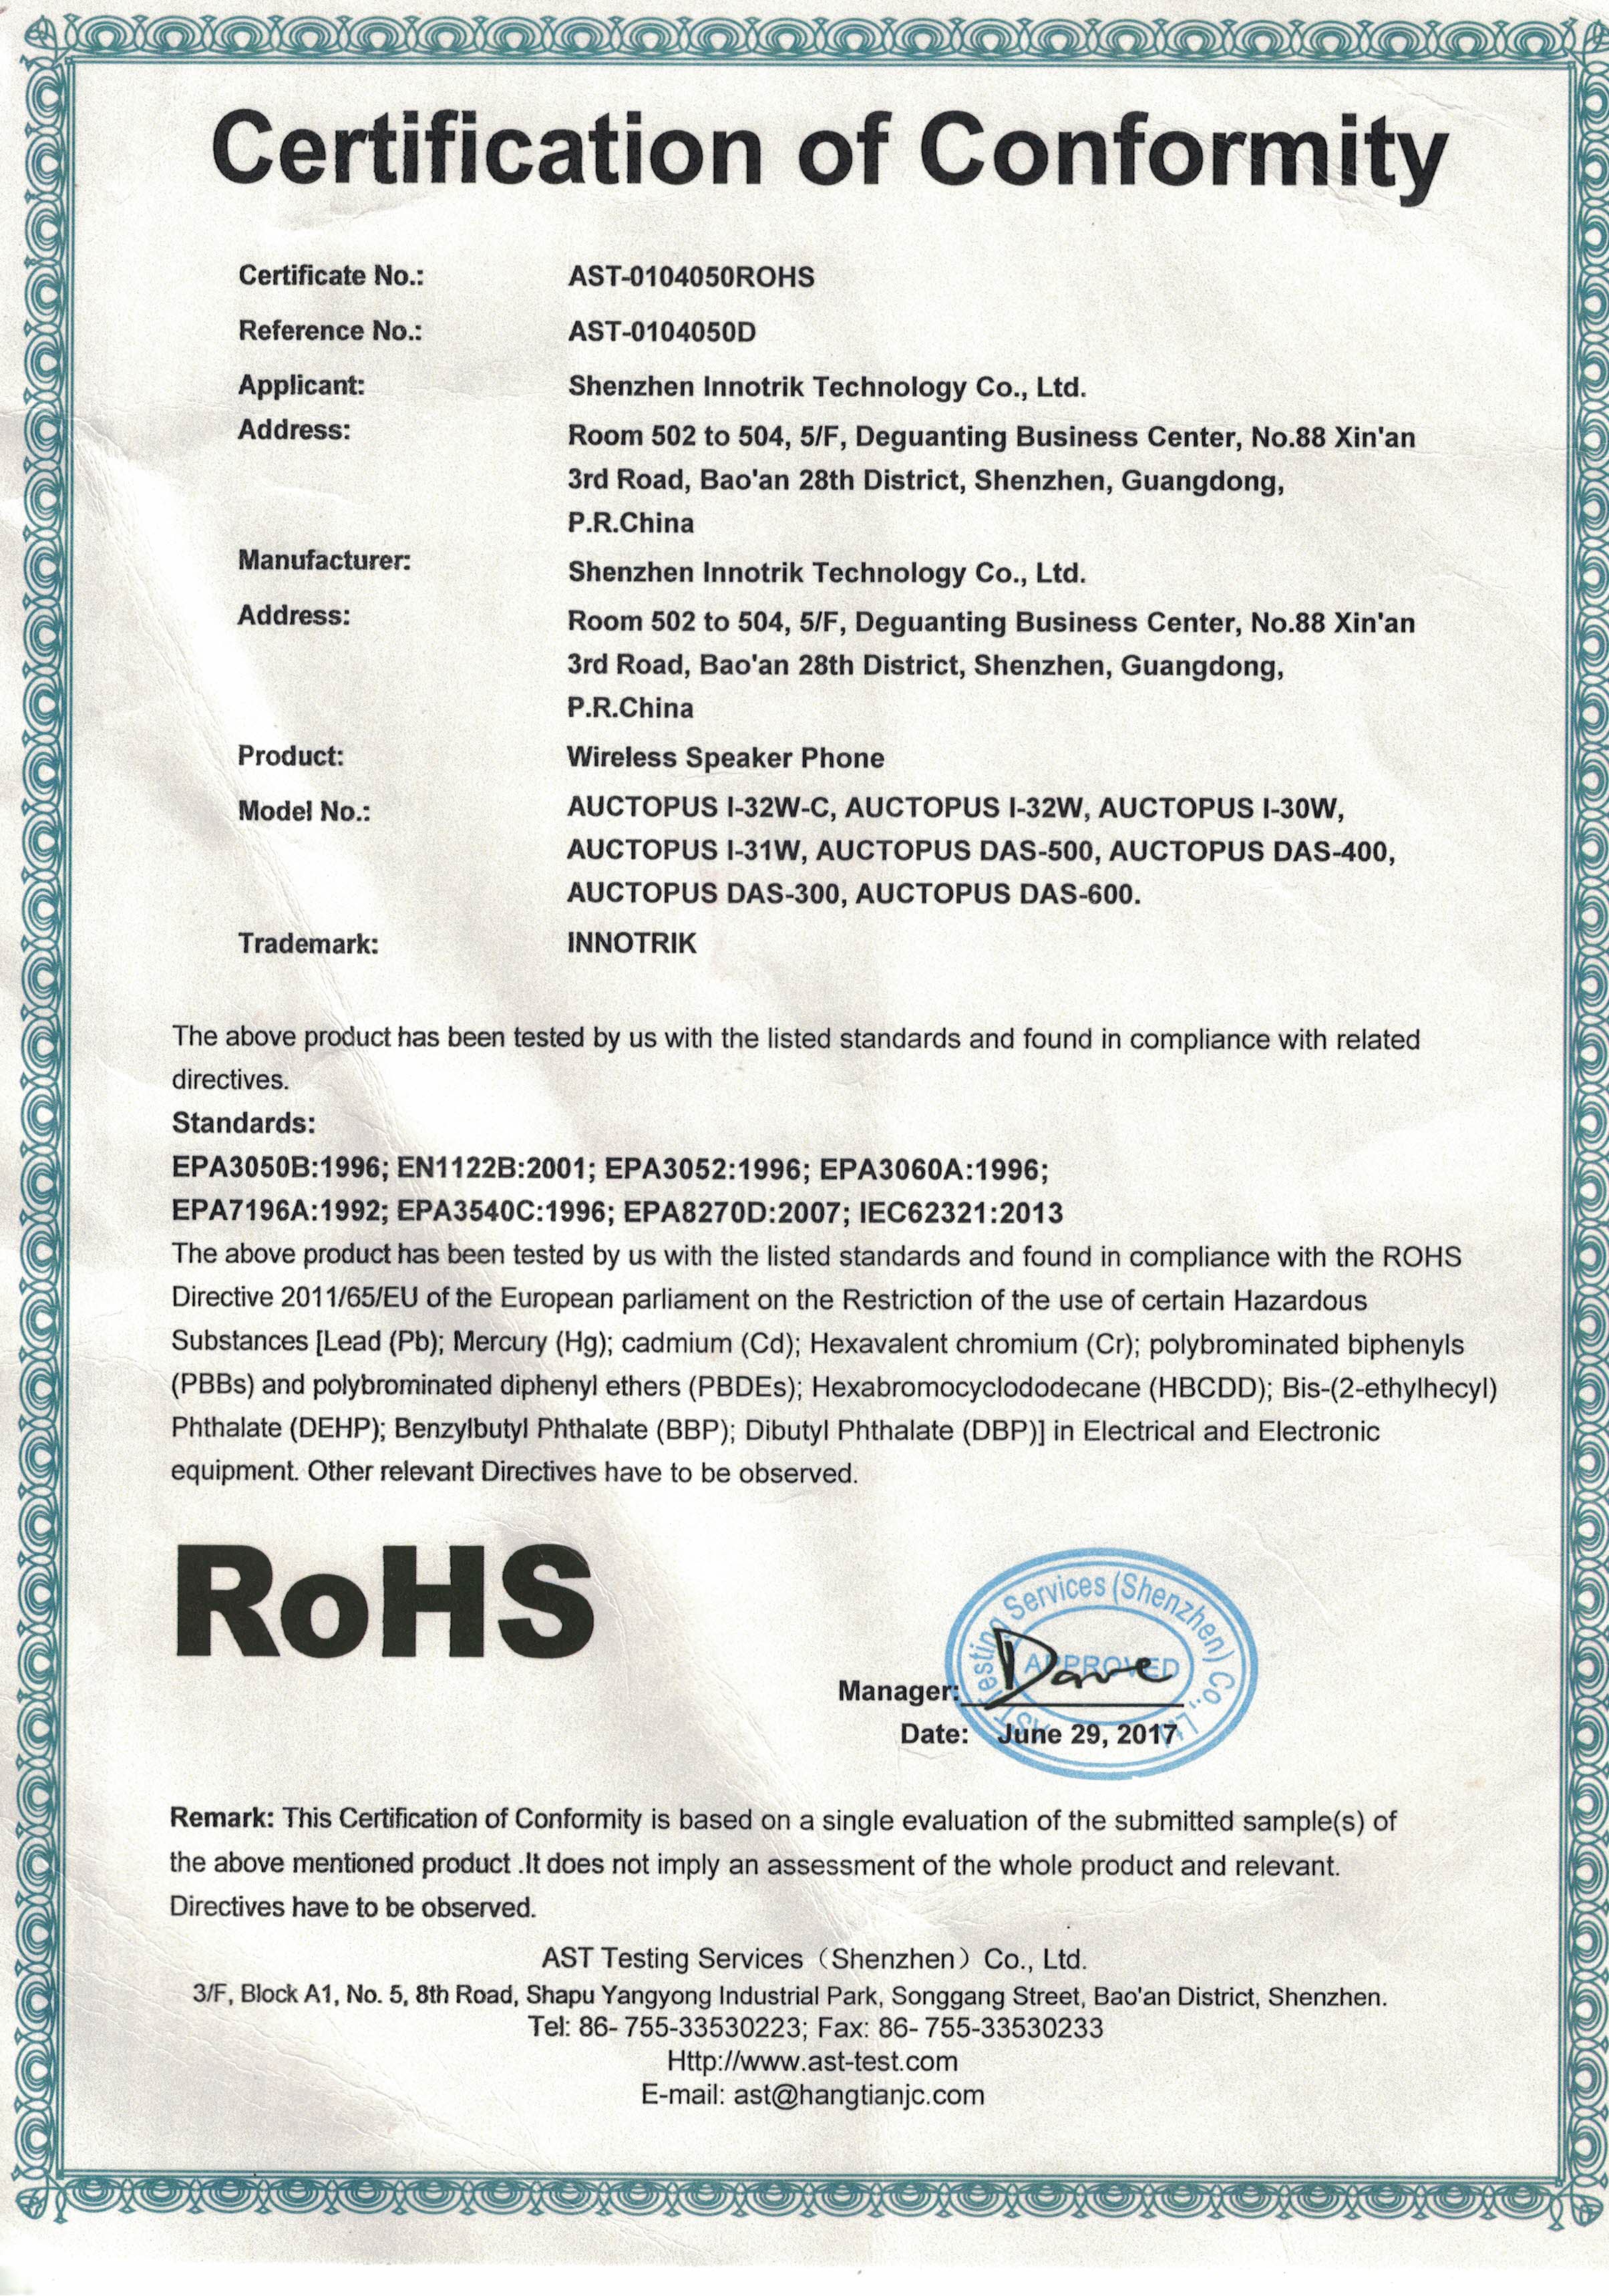 Certification of Conformity
Certificate No.: AST-0104050ROHS
Reference No.: AST-0104050D
Applicant: Shenzhen Innotrik Technology Co., Ltd.
Address: Room 502 to 504, 5/F, Deguanting Business Center, No.88 Xin'an
3rd Road, Bao'an 28th District, Shenzhen, Guangdong,
P.R.China
Manufacturer: Shenzhen Innotrik Technology Co., Ltd.
Address: Room 502 to 504, 5/F, Deguanting Business Center, No.88 Xin'an
3rd Road, Bao'an 28th District, Shenzhen, Guangdong,
P.R.China
Product: Wireless Speaker Phone
Model No.: AUCTOPUS I-32W-C, AUCTOPUS I-32W, AUCTOPUS I-30W,
AUCTOPUS I-31W, AUCTOPUS DAS-500, AUCTOPUS DAS-400,
AUCTOPUS DAS-300, AUCTOPUS DAS-600.
Trademark: INNOTRIK
The above product has been tested by us with the listed standards and found in compliance with related
directives.
Standards:
EPA3050B:1996; EN1122B:2001; EPA3052:1996; EPA3060A:1996;
EPA7196A:1992; EPA3540C:1996; EPA8270D:2007; IEC62321:2013
The above product has been tested by us with the listed standards and found in compliance with the ROHS
Directive 2011/65/EU of the European parliament on the Restriction of the use of certain Hazardous
Substances [Lead (Pb); Mercury (Hg); cadmium (Cd); Hexavalent chromium (Cr); polybrominated biphenyls
(PBBs) and polybrominated diphenyl ethers (PBDEs); Hexabromocyclododecane (HBCDD); Bis-(2-ethylhecyl)
Phthalate (DEHP); Benzylbutyl Phthalate (BBP); Dibutyl Phthalate (DBP)] in Electrical and Electronic
equipment. Other relevant Directives have to be observed.
RoHS
AST Testing Services (Shenzhen) Co., Ltd
APPROVED
Manager: Dave
Date: June 29, 2017
Remark: This Certification of Conformity is based on a single evaluation of the submitted sample(s) of
the above mentioned product .It does not imply an assessment of the whole product and relevant.
Directives have to be observed.
AST Testing Services（Shenzhen）Co., Ltd.
3/F, Block A1, No. 5, 8th Road, Shapu Yangyong Industrial Park, Songgang Street, Bao'an District, Shenzhen.
Tel: 86- 755-33530223; Fax: 86- 755-33530233
Http://www.ast-test.com
E-mail: ast@hangtianjc.com